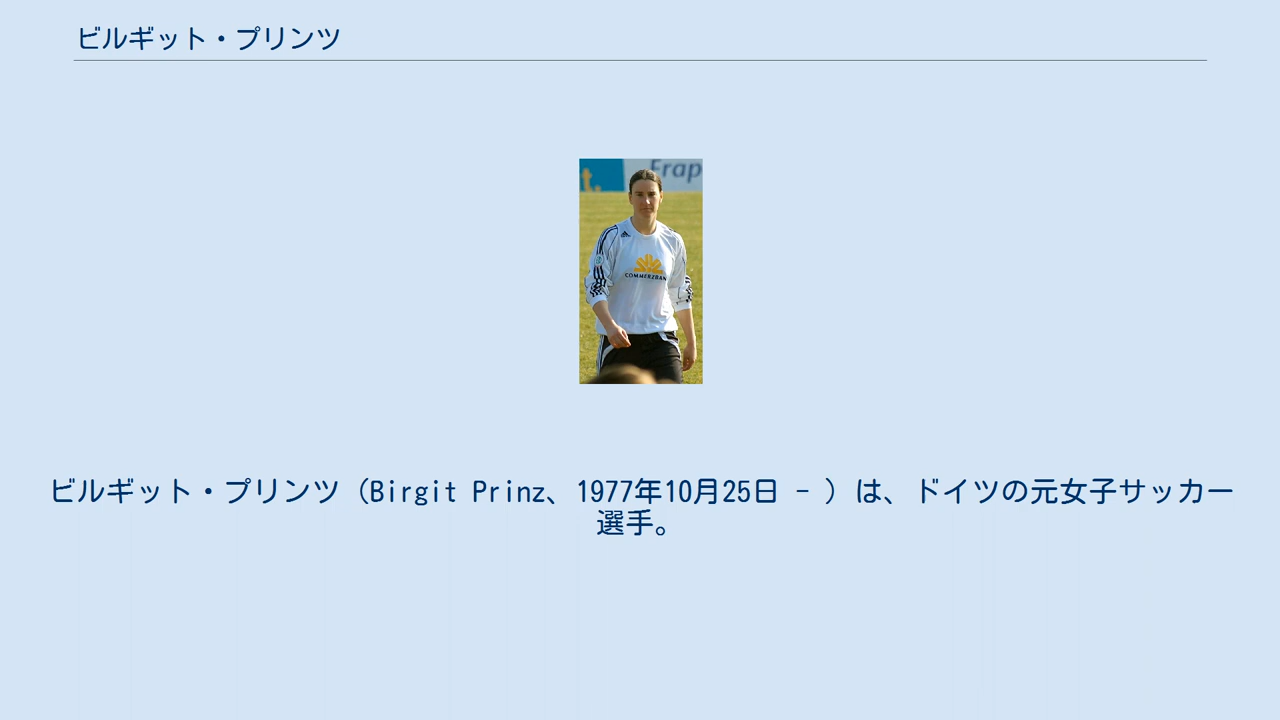 ビルギット・プリンツ
Frap
t.
COMMERZBAN
ビルギット・プリンツ（Birgit Prinz、1977年10月25日 - ）は、ドイツの元女子サッカー
選手。